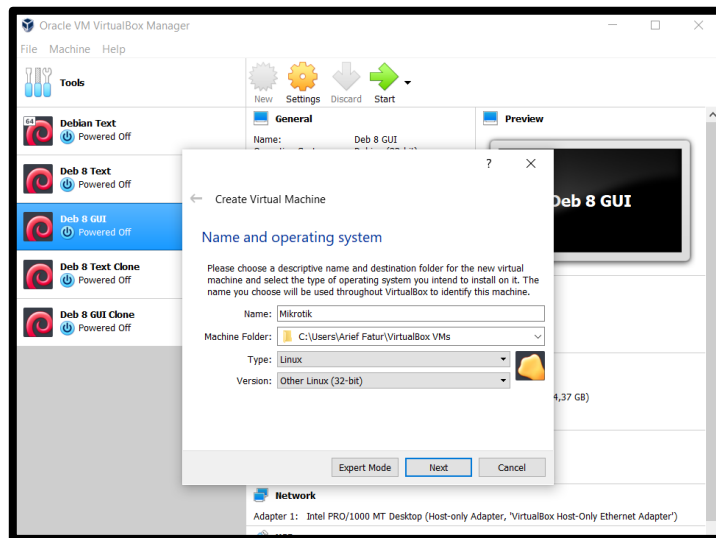 Oracle VM VirtualBox Manager
File Machine Help
Tools
New Settings Discard Start
64
Debian Text
Powered Off
Deb 8 Text
Powered Off
Deb 8 GUI
Powered Off
Deb 8 Text Clone
Powered Off
Deb 8 GUI Clone
Powered Off
General
Name: Deb 8 GUI
Preview
Deb 8 GUI
?
Create Virtual Machine
Name and operating system
Please choose a descriptive name and destination folder for the new virtual
machine and select the type of operating system you intend to install on it. The
name you choose will be used throughout VirtualBox to identify this machine.
Name: Mikrotik
Machine Folder: C:\Users\Arief Fatur\VirtualBox VMs
Type: Linux
Version: Other Linux (32-bit)
Expert Mode Next Cancel
4,37 GB)
Network
Adapter 1: Intel PRO/1000 MT Desktop (Host-only Adapter, 'VirtualBox Host-Only Ethernet Adapter')